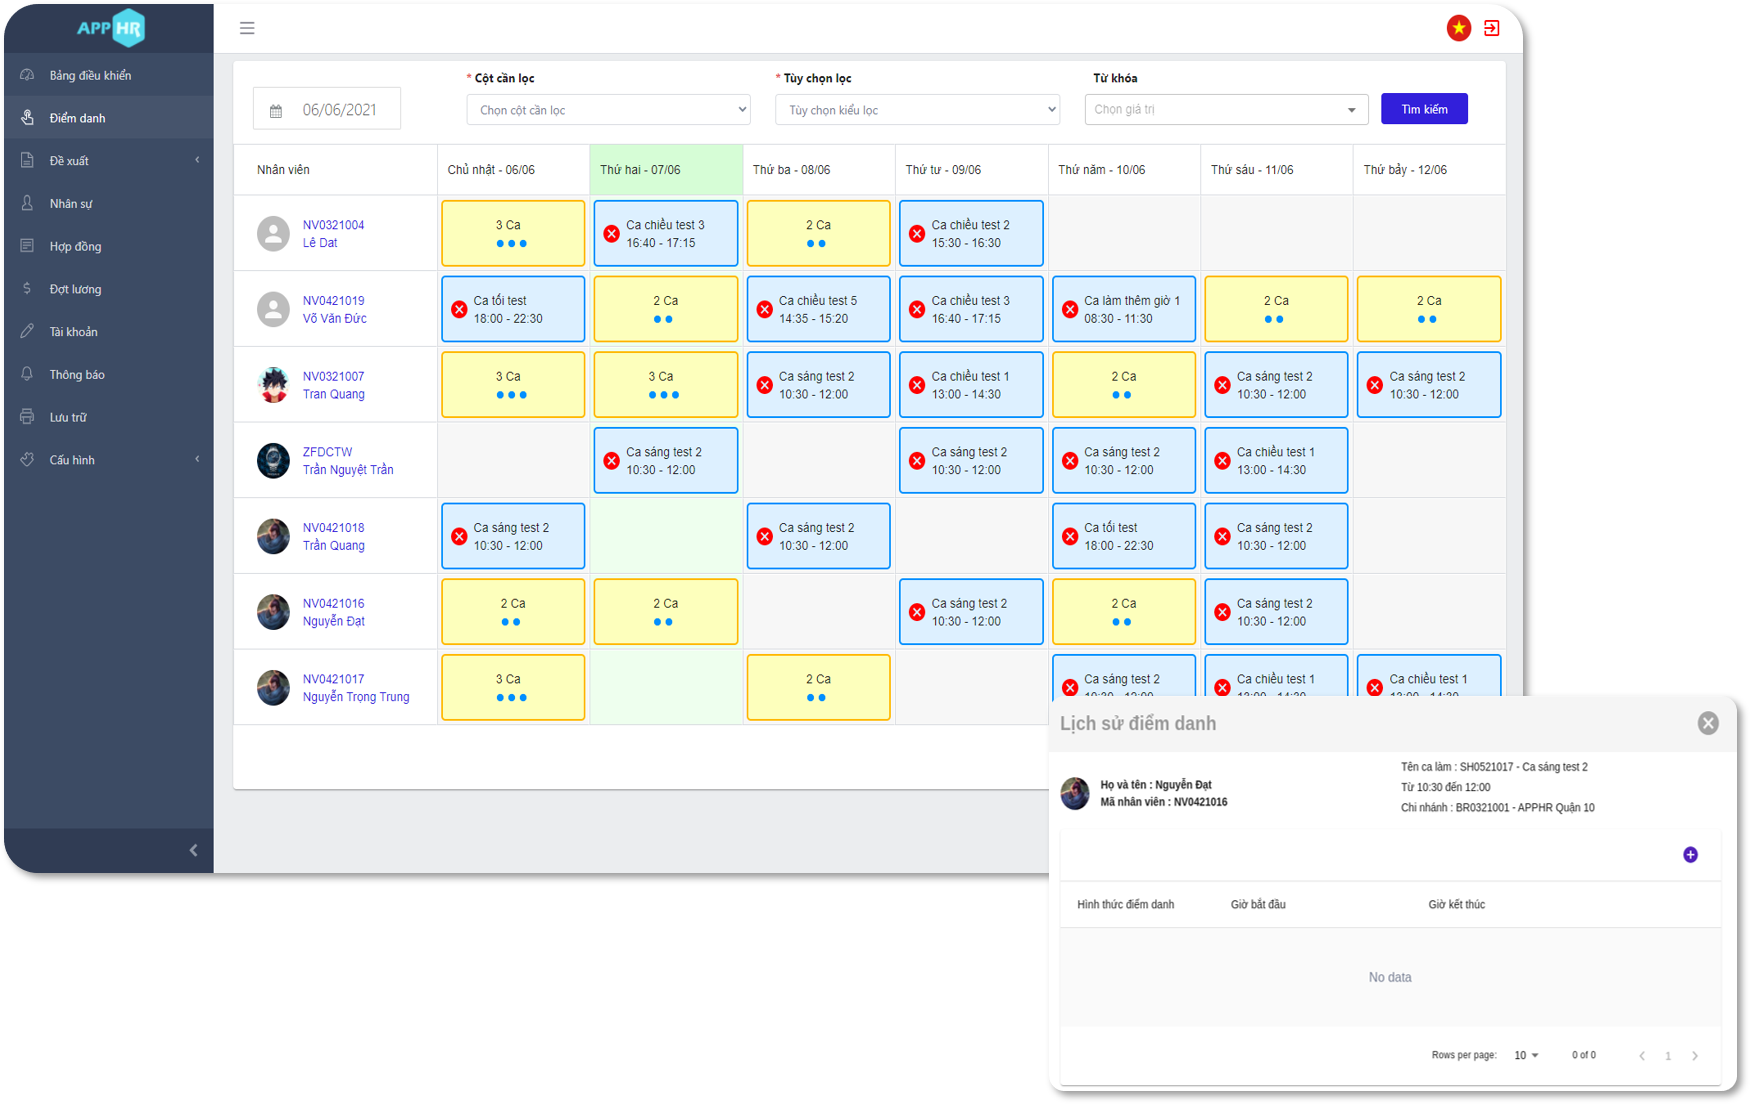 APP HR
Bảng điều khiển
Điểm danh
Đề xuất
Nhân sự
Hợp đồng
Đợt lương
Tài khoản
Thông báo
Lưu trữ
Cấu hình
* Cột cần lọc
* Tùy chọn lọc
Từ khóa
06/06/2021
Chọn cột cần lọc
Tùy chọn kiểu lọc
Chọn giá trị
Tìm kiếm
Nhân viên
Chủ nhật - 06/06
Thứ hai - 07/06
Thứ ba - 08/06
Thứ tư - 09/06
Thứ năm - 10/06
Thứ sáu - 11/06
Thứ bảy - 12/06
NV0321004
Lê Dat
3 Ca
Ca chiều test 3
16:40 - 17:15
2 Ca
Ca chiều test 2
15:30 - 16:30
NV0421019
Võ Văn Đức
Ca tối test
18:00 - 22:30
2 Ca
Ca chiều test 5
14:35 - 15:20
Ca chiều test 3
16:40 - 17:15
Ca làm thêm giờ 1
08:30 - 11:30
2 Ca
2 Ca
NV0321007
Tran Quang
3 Ca
3 Ca
Ca sáng test 2
10:30 - 12:00
Ca chiều test 1
13:00 - 14:30
2 Ca
Ca sáng test 2
10:30 - 12:00
Ca sáng test 2
10:30 - 12:00
ZFDCTW
Trần Nguyệt Trần
Ca sáng test 2
10:30 - 12:00
Ca sáng test 2
10:30 - 12:00
Ca sáng test 2
10:30 - 12:00
Ca chiều test 1
13:00 - 14:30
NV0421018
Trần Quang
Ca sáng test 2
10:30 - 12:00
Ca sáng test 2
10:30 - 12:00
Ca tối test
18:00 - 22:30
Ca sáng test 2
10:30 - 12:00
NV0421016
Nguyễn Đạt
2 Ca
2 Ca
Ca sáng test 2
10:30 - 12:00
2 Ca
Ca sáng test 2
10:30 - 12:00
NV0421017
Nguyễn Trọng Trung
3 Ca
2 Ca
Ca sáng test 2
10:30 - 12:00
Ca chiều test 1
13:00 - 14:30
Ca chiều test 1
13:00 - 14:30
Lịch sử điểm danh
Họ và tên : Nguyễn Đạt
Mã nhân viên : NV0421016
Tên ca làm : SH0521017 - Ca sáng test 2
Từ 10:30 đến 12:00
Chi nhánh : BR0321001 - APPHR Quận 10
Hình thức điểm danh
Giờ bắt đầu
Giờ kết thúc
No data
Rows per page: 10
0 of 0
1